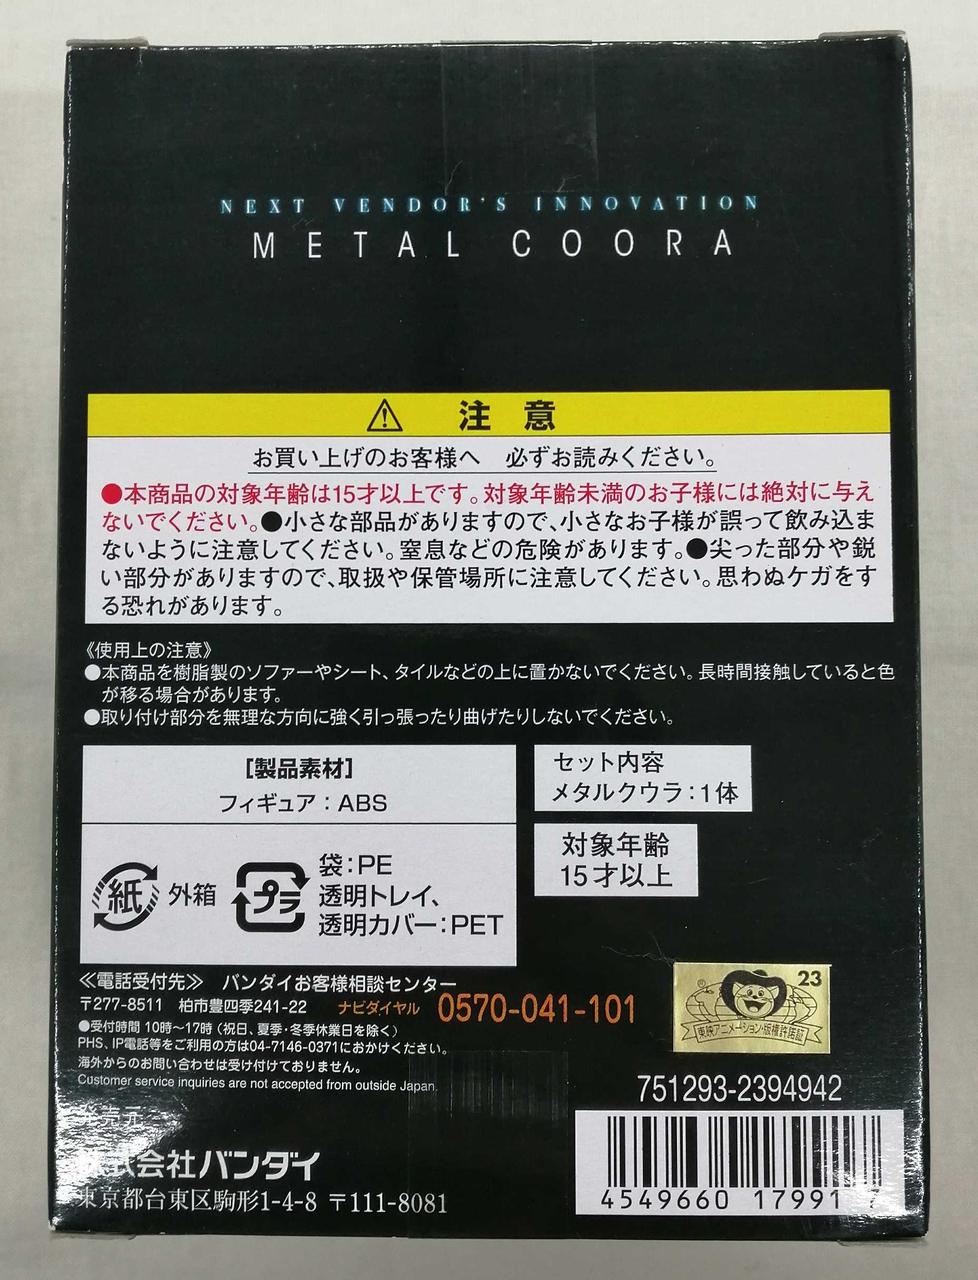 NEXT VENDOR'S INNOVATION
METAL COORA
注意
お買い上げのお客様へ 必ずお読みください。
●本商品の対象年齢は15才以上です。対象年齢未満のお子様には絶対に与え
ないでください。●小さな部品がありますので、小さなお子様が誤って飲み込ま
ないように注意してください。窒息などの危険があります。●尖った部分や鋭
い部分がありますので、取扱や保管場所に注意してください。思わぬケガをす
る恐れがあります。
《使用上の注意》
●本商品を樹脂製のソファーやシート、タイルなどの上に置かないでください。長時間接触していると色
が移る場合があります。
●取り付け部分を無理な方向に強く引っ張ったり曲げたりしないでください。
[製品素材]
フィギュア：ABS
紙 外箱
プラ
袋：PE
透明トレイ、
透明カバー：PET
セット内容
メタルクウラ：1体
対象年齢
15才以上
≪電話受付先≫ バンダイお客様相談センター
〒277-8511 柏市豊四季241-22 ナビダイヤル 0570-041-101
●受付時間 10時～17時（祝日、夏季・冬季休業日を除く）
PHS、IP電話等をご利用の方は04-7146-0371におかけください。
海外からのお問い合わせは受け付けておりません。
Customer service inquiries are not accepted from outside Japan.
23
東映アニメーション・版権許諾証
751293-2394942
発売元
株式会社バンダイ
東京都台東区駒形1-4-8 〒111-8081
4549660 17991